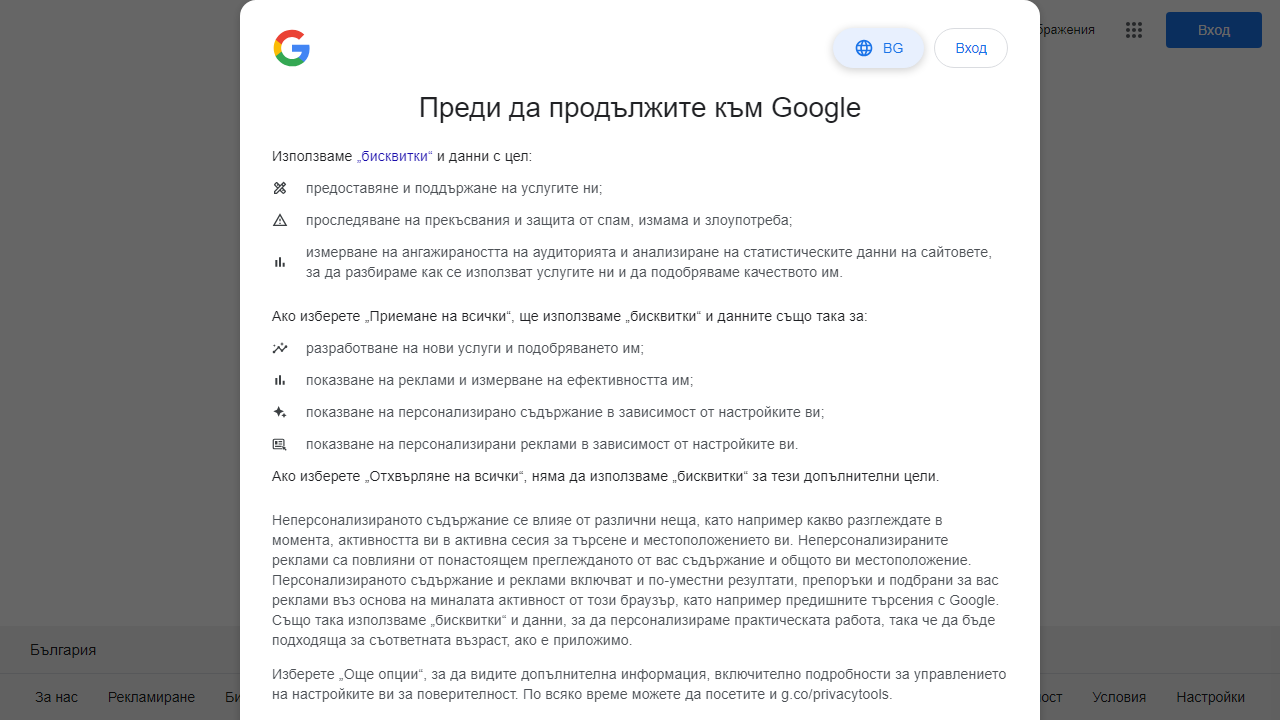 бражения
Вход
BG
Вход
Преди да продължите към Google
Използваме „бисквитки“ и данни с цел:
предоставяне и поддържане на услугите ни;
проследяване на прекъсвания и защита от спам, измама и злоупотреба;
измерване на ангажираността на аудиторията и анализиране на статистическите данни на сайтовете,
за да разбираме как се използват услугите ни и да подобряваме качеството им.
Ако изберете „Приемане на всички“, ще използваме „бисквитки“ и данните също така за:
разработване на нови услуги и подобряването им;
показване на реклами и измерване на ефективността им;
показване на персонализирано съдържание в зависимост от настройките ви;
показване на персонализирани реклами в зависимост от настройките ви.
Ако изберете „Отхвърляне на всички“, няма да използваме „бисквитки“ за тези допълнителни цели.
Неперсонализираното съдържание се влияе от различни неща, като например какво разглеждате в
момента, активността ви в активна сесия за търсене и местоположението ви. Неперсонализираните
реклами са повлияни от понастоящем преглежданото от вас съдържание и общото ви местоположение.
Персонализираното съдържание и реклами включват и по-уместни резултати, препоръки и подбрани за вас
реклами въз основа на миналата активност от този браузър, като например предишните търсения с Google.
Също така използваме „бисквитки“ и данни, за да персонализираме практическата работа, така че да бъде
подходяща за съответната възраст, ако е приложимо.
Изберете „Още опции“, за да видите допълнителна информация, включително подробности за управлението
на настройките ви за поверителност. По всяко време можете да посетите и g.co/privacytools.
България
За нас Рекламиране Би ост Условия Настройки